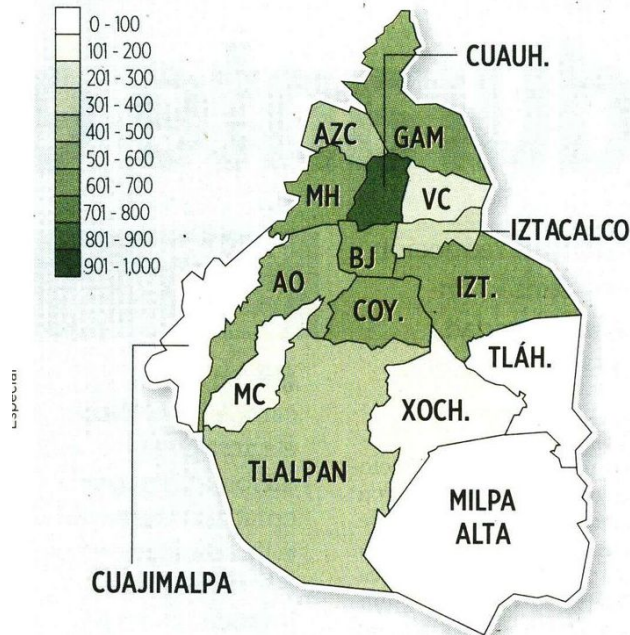 0 - 100
101 - 200
201 - 300
301 - 400
401 - 500
501 - 600
601 - 700
701 - 800
801 - 900
901 - 1,000
CUAUH.
AZC
GAM
MH
VC
IZTACALCO
BJ
AO
IZT.
COY.
TLÁH.
MC
XOCH.
TLALPAN
MILPA
ALTA
CUAJIMALPA
Especial